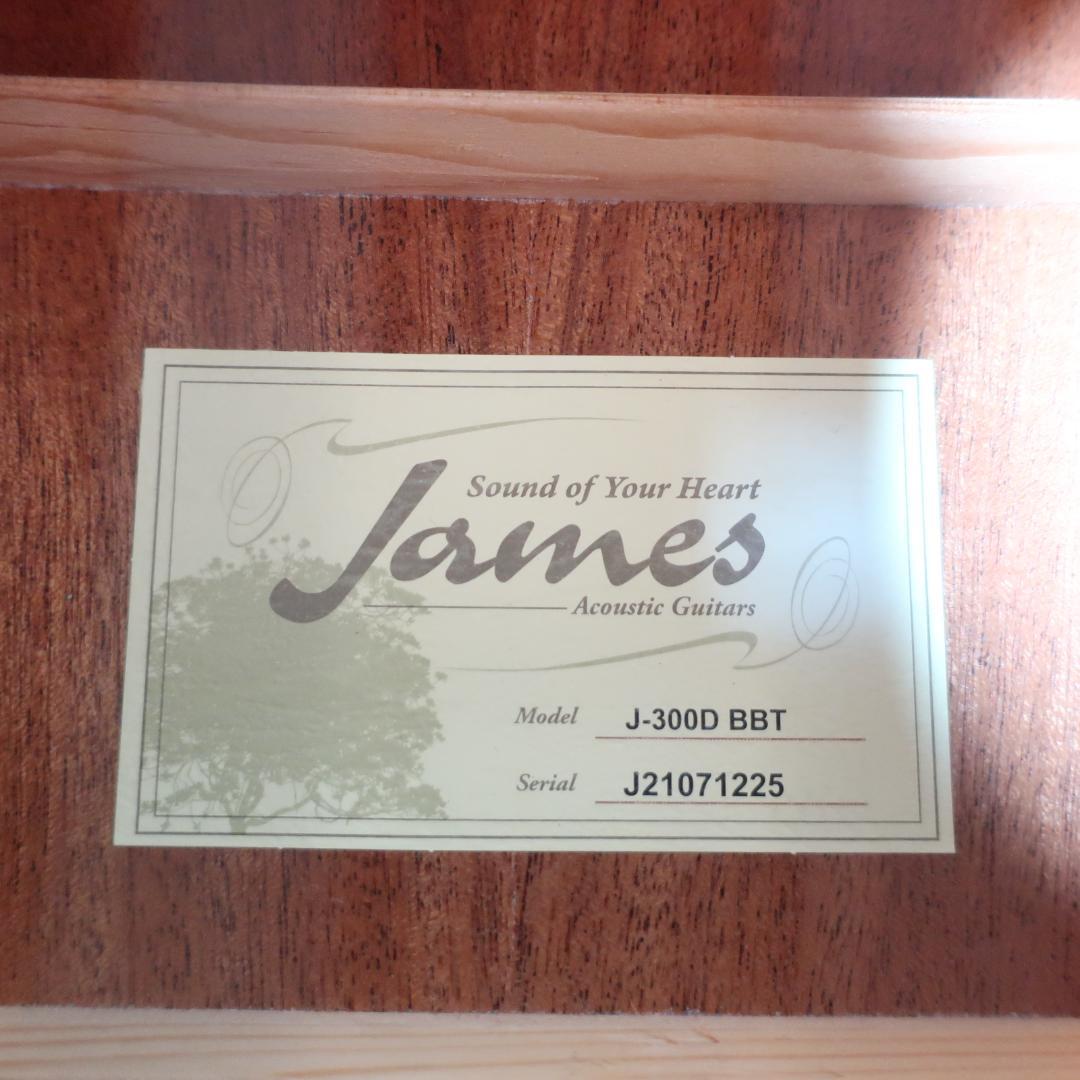 Sound of Your Heart
James
Acoustic Guitars
Model J-300D BBT
Serial J21071225